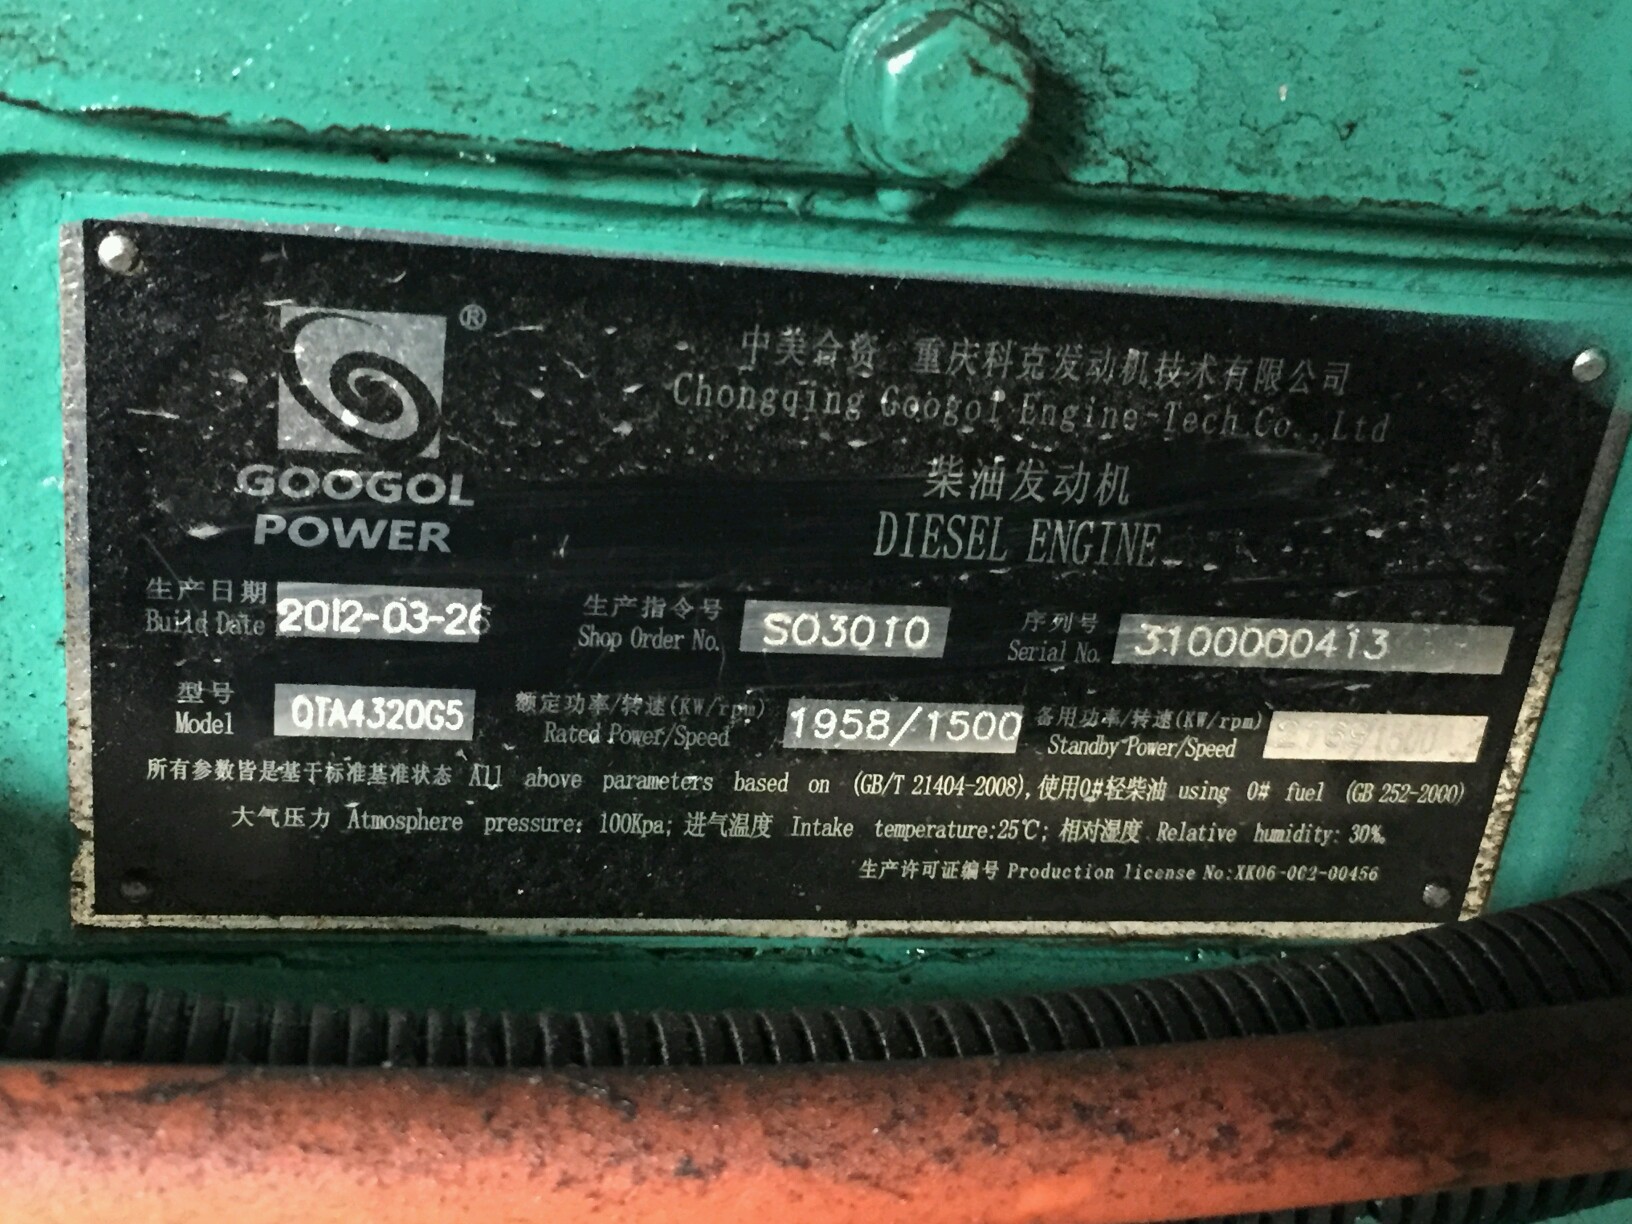 ®
GOOGOL
POWER
中美合资 重庆科克发动机技术有限公司
Chongqing Googol Engine-Tech Co.,Ltd
柴油发动机
DIESEL ENGINE
生产日期 Build Date 2012-03-26 生产指令号 Shop Order No. SO3010 序列号 Serial No. 3100000413
型号 Model QTA4320G5 额定功率/转速(KW/rpm) Rated Power/Speed 1958/1500 备用功率/转速(KW/rpm) Standby Power/Speed
所有参数皆是基于标准基准状态 All above parameters based on (GB/T 21404-2008),使用0#轻柴油 using 0# fuel (GB 252-2000)
大气压力 Atmosphere pressure: 100Kpa; 进气温度 Intake temperature:25℃; 相对湿度 Relative humidity: 30%.
生产许可证编号 Production license No:XK06-002-00456